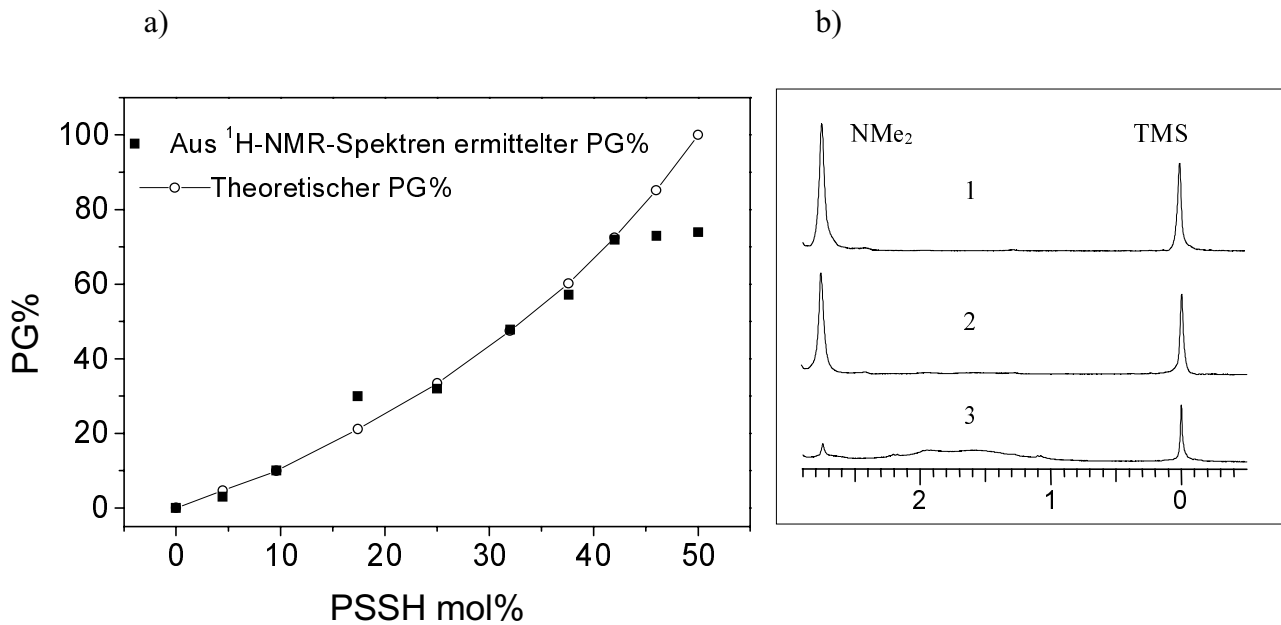 a)
b)
PG%
100
80
60
40
20
0
■ Aus ¹H-NMR-Spektren ermittelter PG%
—○— Theoretischer PG%
0 10 20 30 40 50
PSSH mol%
NMe₂ TMS
1
2
3
2 1 0